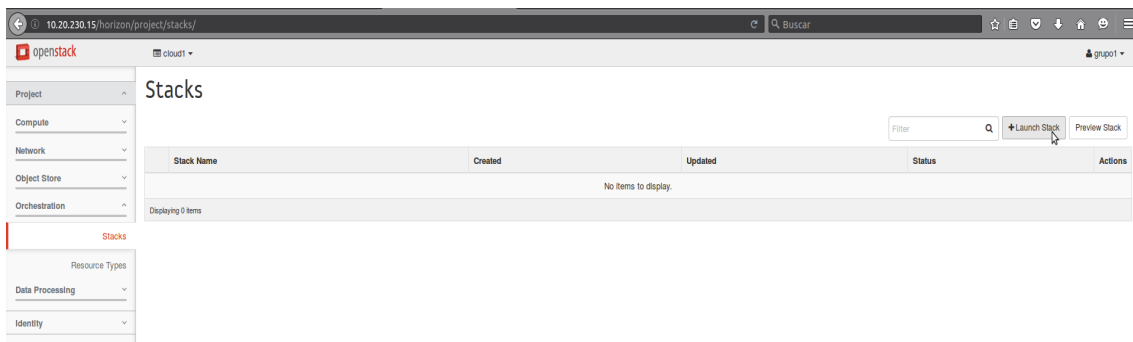 10.20.230.15/horizon/project/stacks/
Buscar
openstack
cloud1
grupo1
Project
Stacks
Compute
Filter
+Launch Stack
Preview Stack
Network
Stack Name Created Updated Status Actions
Object Store
No items to display.
Orchestration
Displaying 0 items
Stacks
Resource Types
Data Processing
Identity